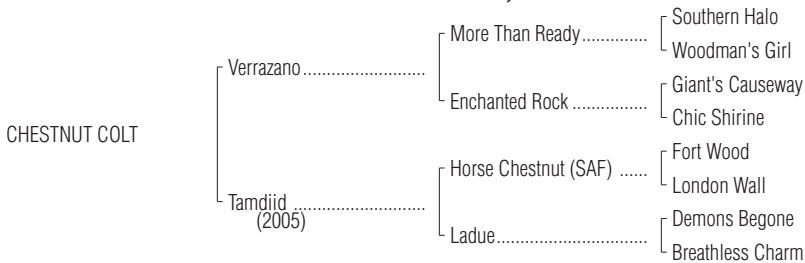 Southern Halo
More Than Ready..............
Woodman's Girl
Verrazano..........................
Giant's Causeway
Enchanted Rock ................
Chic Shirine
CHESTNUT COLT
Fort Wood
Horse Chestnut (SAF) ......
London Wall
Tamdiid ............................
(2005)
Demons Begone
Ladue................................
Breathless Charm